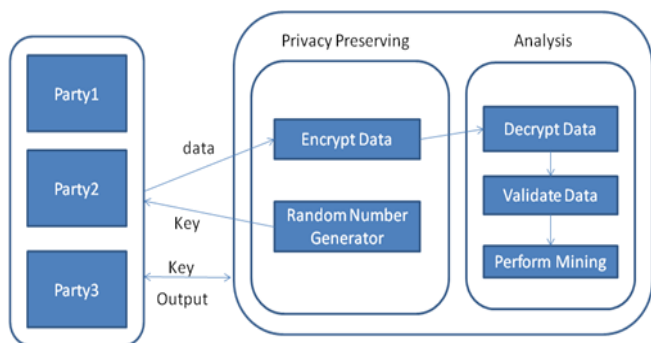 Privacy Preserving
Analysis
Party1
Party2
Party3
data
Key
Key
Output
Encrypt Data
Random Number
Generator
Decrypt Data
Validate Data
Perform Mining